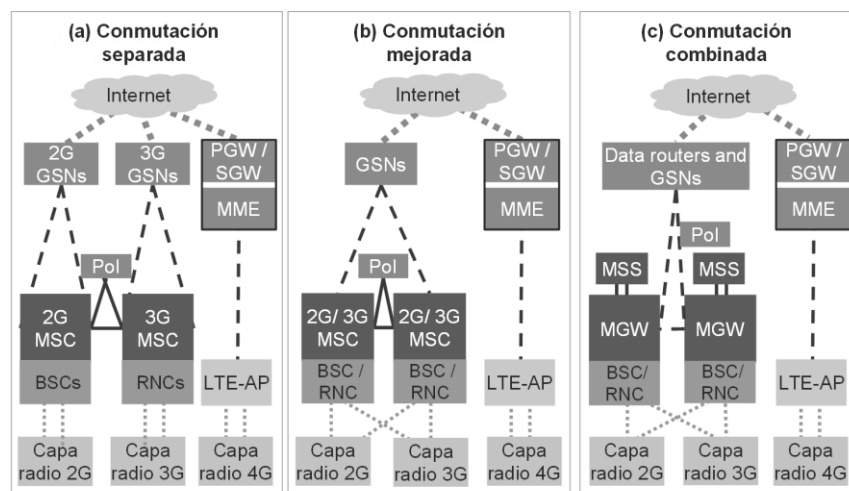 (a) Conmutación
separada
Internet
2G
GSNs
3G
GSNs
PGW /
SGW
MME
PoI
2G
MSC
3G
MSC
BSCs
RNCs
LTE-AP
Capa
radio 2G
Capa
radio 3G
Capa
radio 4G
(b) Conmutación
mejorada
Internet
GSNs
PGW /
SGW
MME
PoI
2G/ 3G
MSC
2G/ 3G
MSC
BSC /
RNC
BSC /
RNC
LTE-AP
Capa
radio 2G
Capa
radio 3G
Capa
radio 4G
(c) Conmutación
combinada
Internet
Data routers and
GSNs
PGW /
SGW
MME
PoI
MSS
MSS
MGW
MGW
BSC/
RNC
BSC/
RNC
LTE-AP
Capa
radio 2G
Capa
radio 3G
Capa
radio 4G